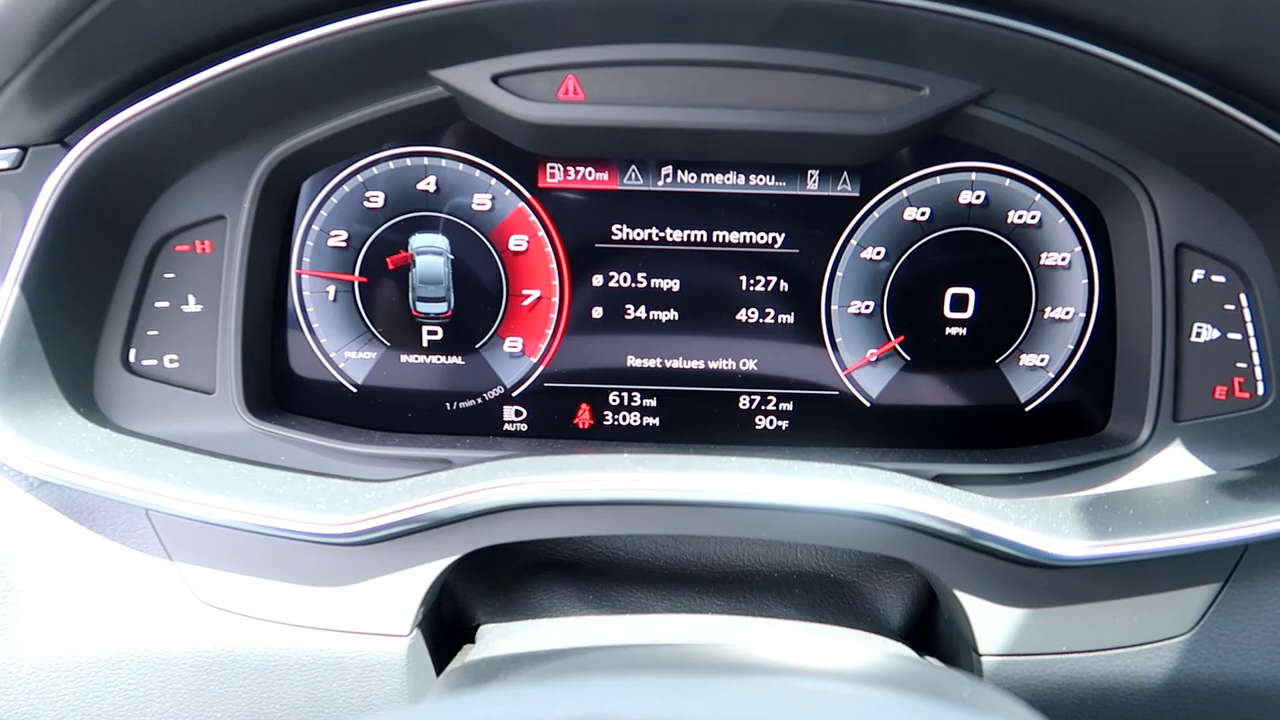 370mi
No media sou...
Short-term memory
ø 20.5 mpg 1:27 h
ø 34 mph 49.2 mi
Reset values with OK
613 mi 87.2 mi
3:08 PM 90°F
H
C
1
2
3
4
5
6
7
8
READY
P
INDIVIDUAL
1 / min x 1000
AUTO
0
20
40
60
80
100
120
140
160
0
MPH
F
E